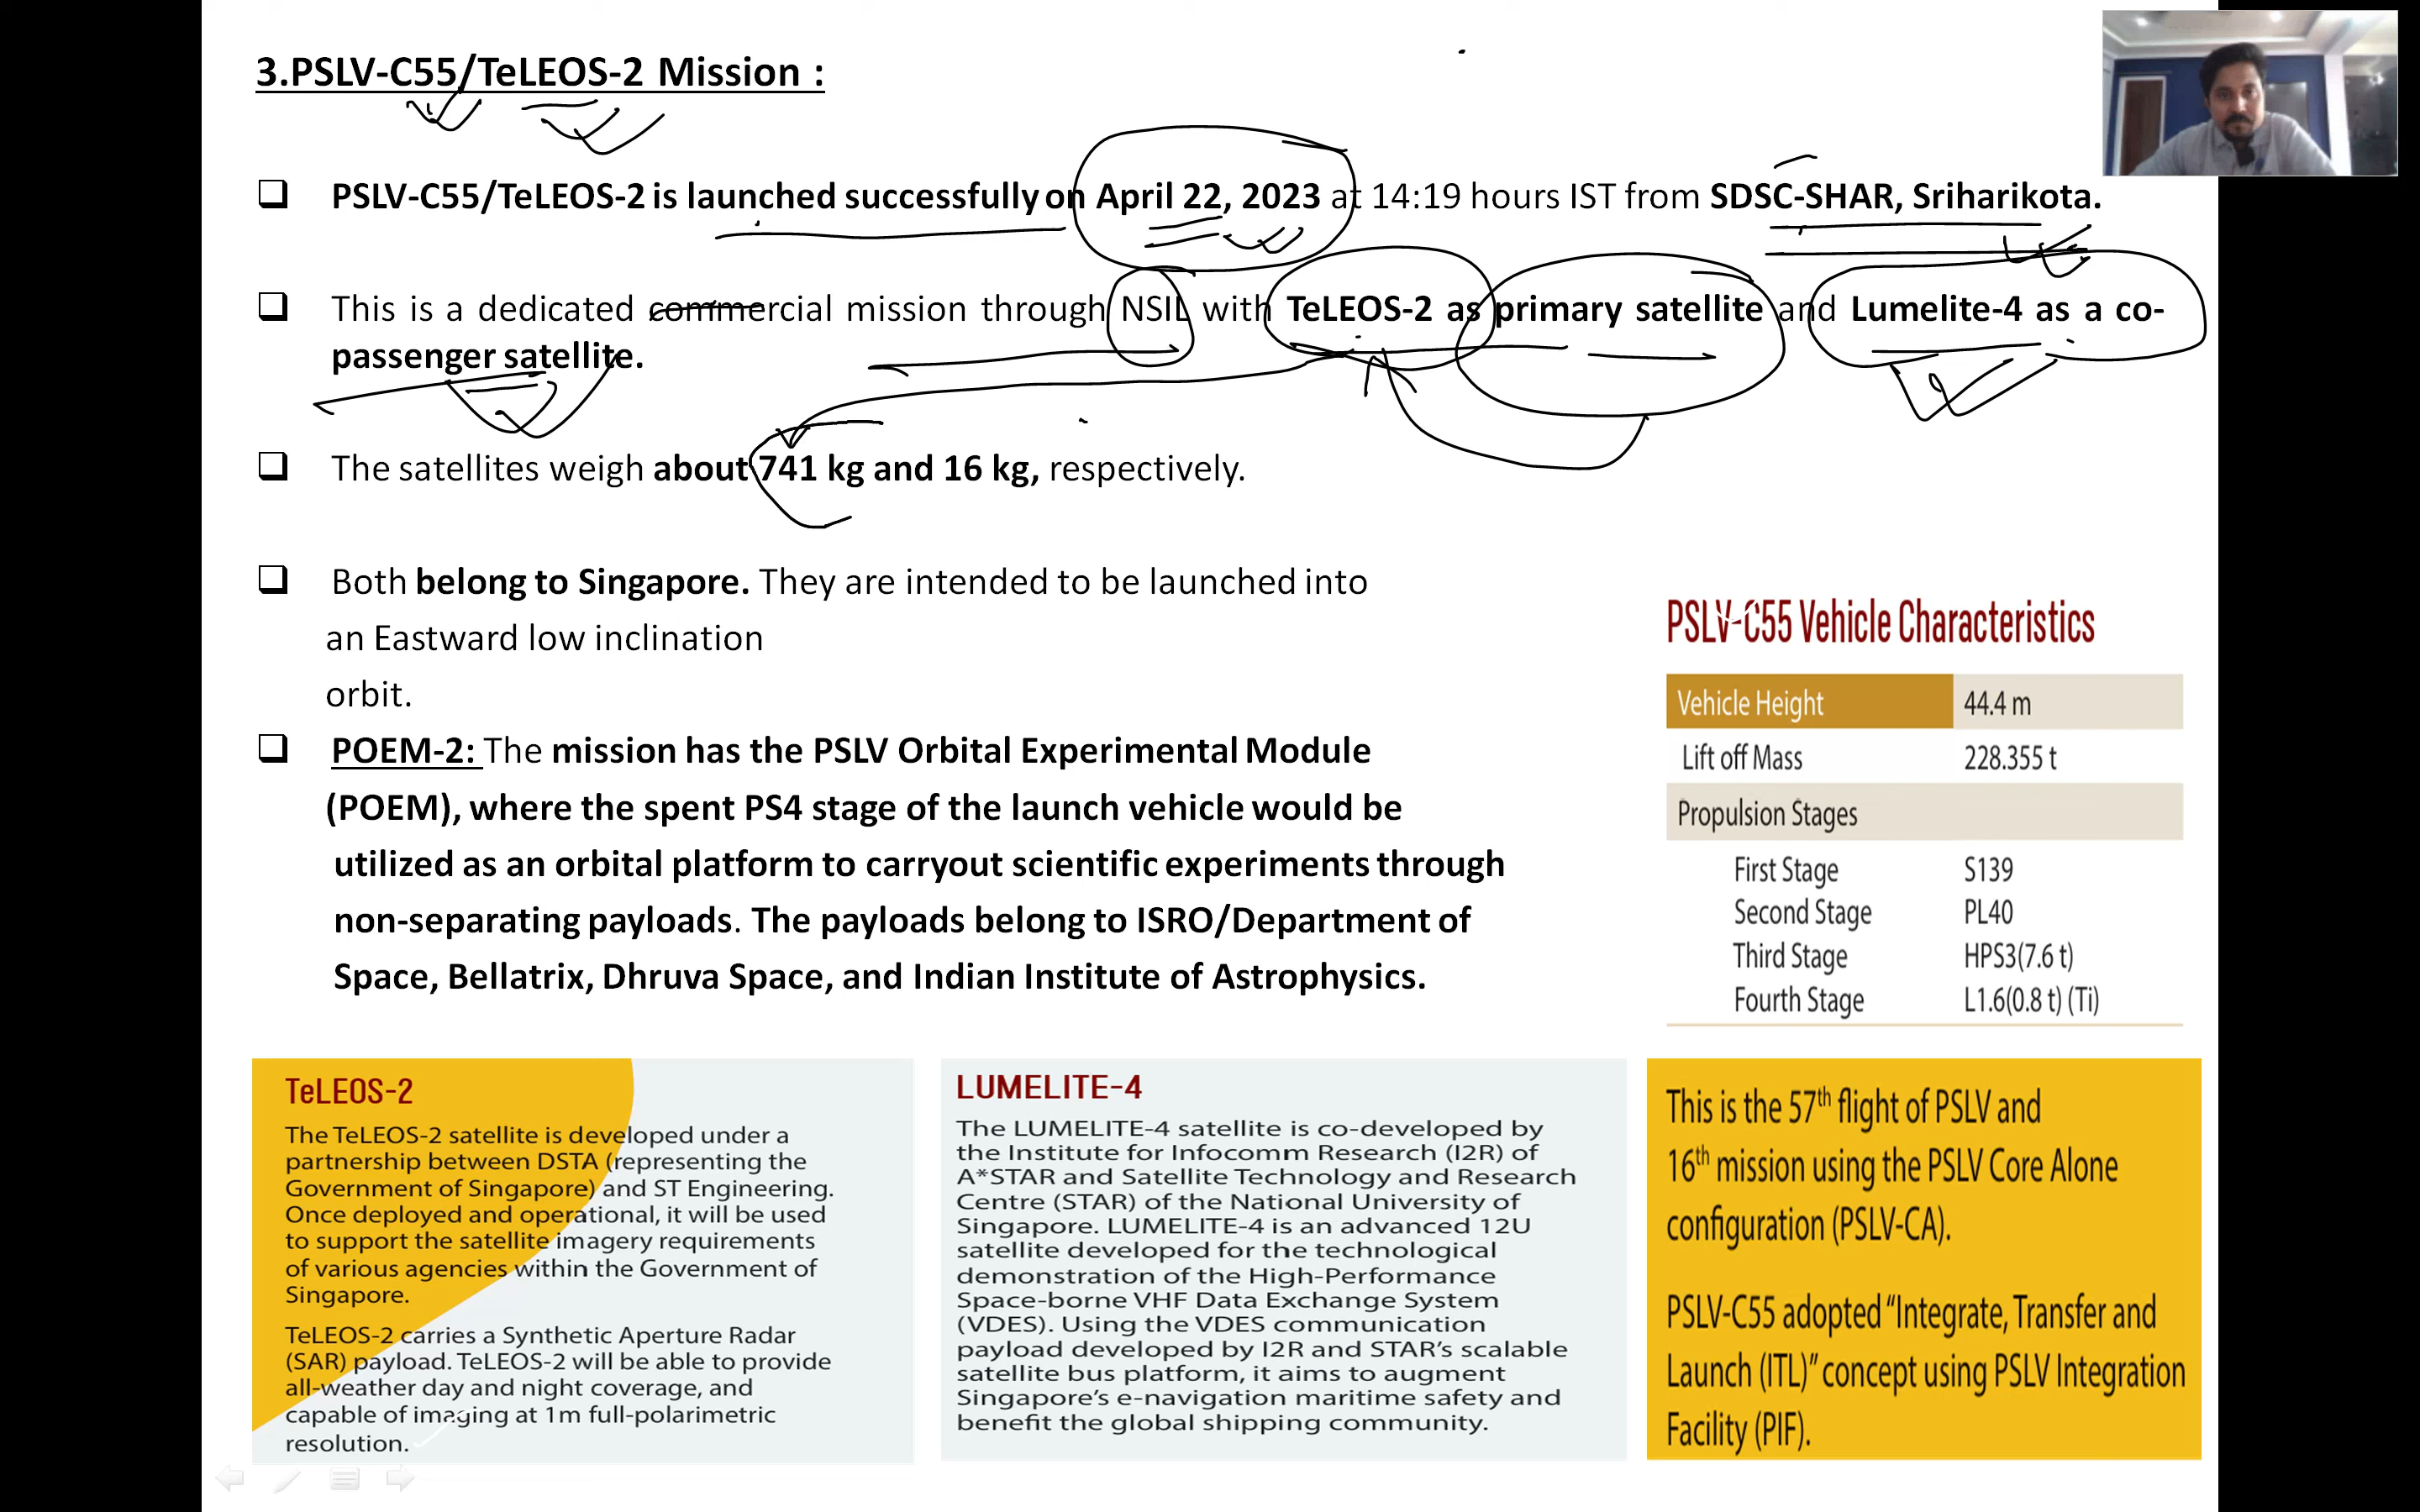 3.PSLV-C55/TeLEOS-2 Mission :
PSLV-C55/TeLEOS-2 is launched successfully on April 22, 2023 at 14:19 hours IST from SDSC-SHAR, Sriharikota.
This is a dedicated commercial mission through NSIL with TeLEOS-2 as primary satellite and Lumelite-4 as a co-
passenger satellite.
The satellites weigh about 741 kg and 16 kg, respectively.
Both belong to Singapore. They are intended to be launched into
an Eastward low inclination
orbit.
POEM-2: The mission has the PSLV Orbital Experimental Module
(POEM), where the spent PS4 stage of the launch vehicle would be
utilized as an orbital platform to carryout scientific experiments through
non-separating payloads. The payloads belong to ISRO/Department of
Space, Bellatrix, Dhruva Space, and Indian Institute of Astrophysics.
PSLV-C55 Vehicle Characteristics
Vehicle Height 44.4 m
Lift off Mass 228.355 t
Propulsion Stages
First Stage S139
Second Stage PL40
Third Stage HPS3(7.6 t)
Fourth Stage L1.6(0.8 t) (Ti)
TeLEOS-2
The TeLEOS-2 satellite is developed under a
partnership between DSTA (representing the
Government of Singapore) and ST Engineering.
Once deployed and operational, it will be used
to support the satellite imagery requirements
of various agencies within the Government of
Singapore.
TeLEOS-2 carries a Synthetic Aperture Radar
(SAR) payload. TeLEOS-2 will be able to provide
all-weather day and night coverage, and
capable of imaging at 1m full-polarimetric
resolution.
LUMELITE-4
The LUMELITE-4 satellite is co-developed by
the Institute for Infocomm Research (I2R) of
A*STAR and Satellite Technology and Research
Centre (STAR) of the National University of
Singapore. LUMELITE-4 is an advanced 12U
satellite developed for the technological
demonstration of the High-Performance
Space-borne VHF Data Exchange System
(VDES). Using the VDES communication
payload developed by I2R and STAR's scalable
satellite bus platform, it aims to augment
Singapore's e-navigation maritime safety and
benefit the global shipping community.
This is the 57th flight of PSLV and
16th mission using the PSLV Core Alone
configuration (PSLV-CA).
PSLV-C55 adopted "Integrate, Transfer and
Launch (ITL)" concept using PSLV Integration
Facility (PIF).